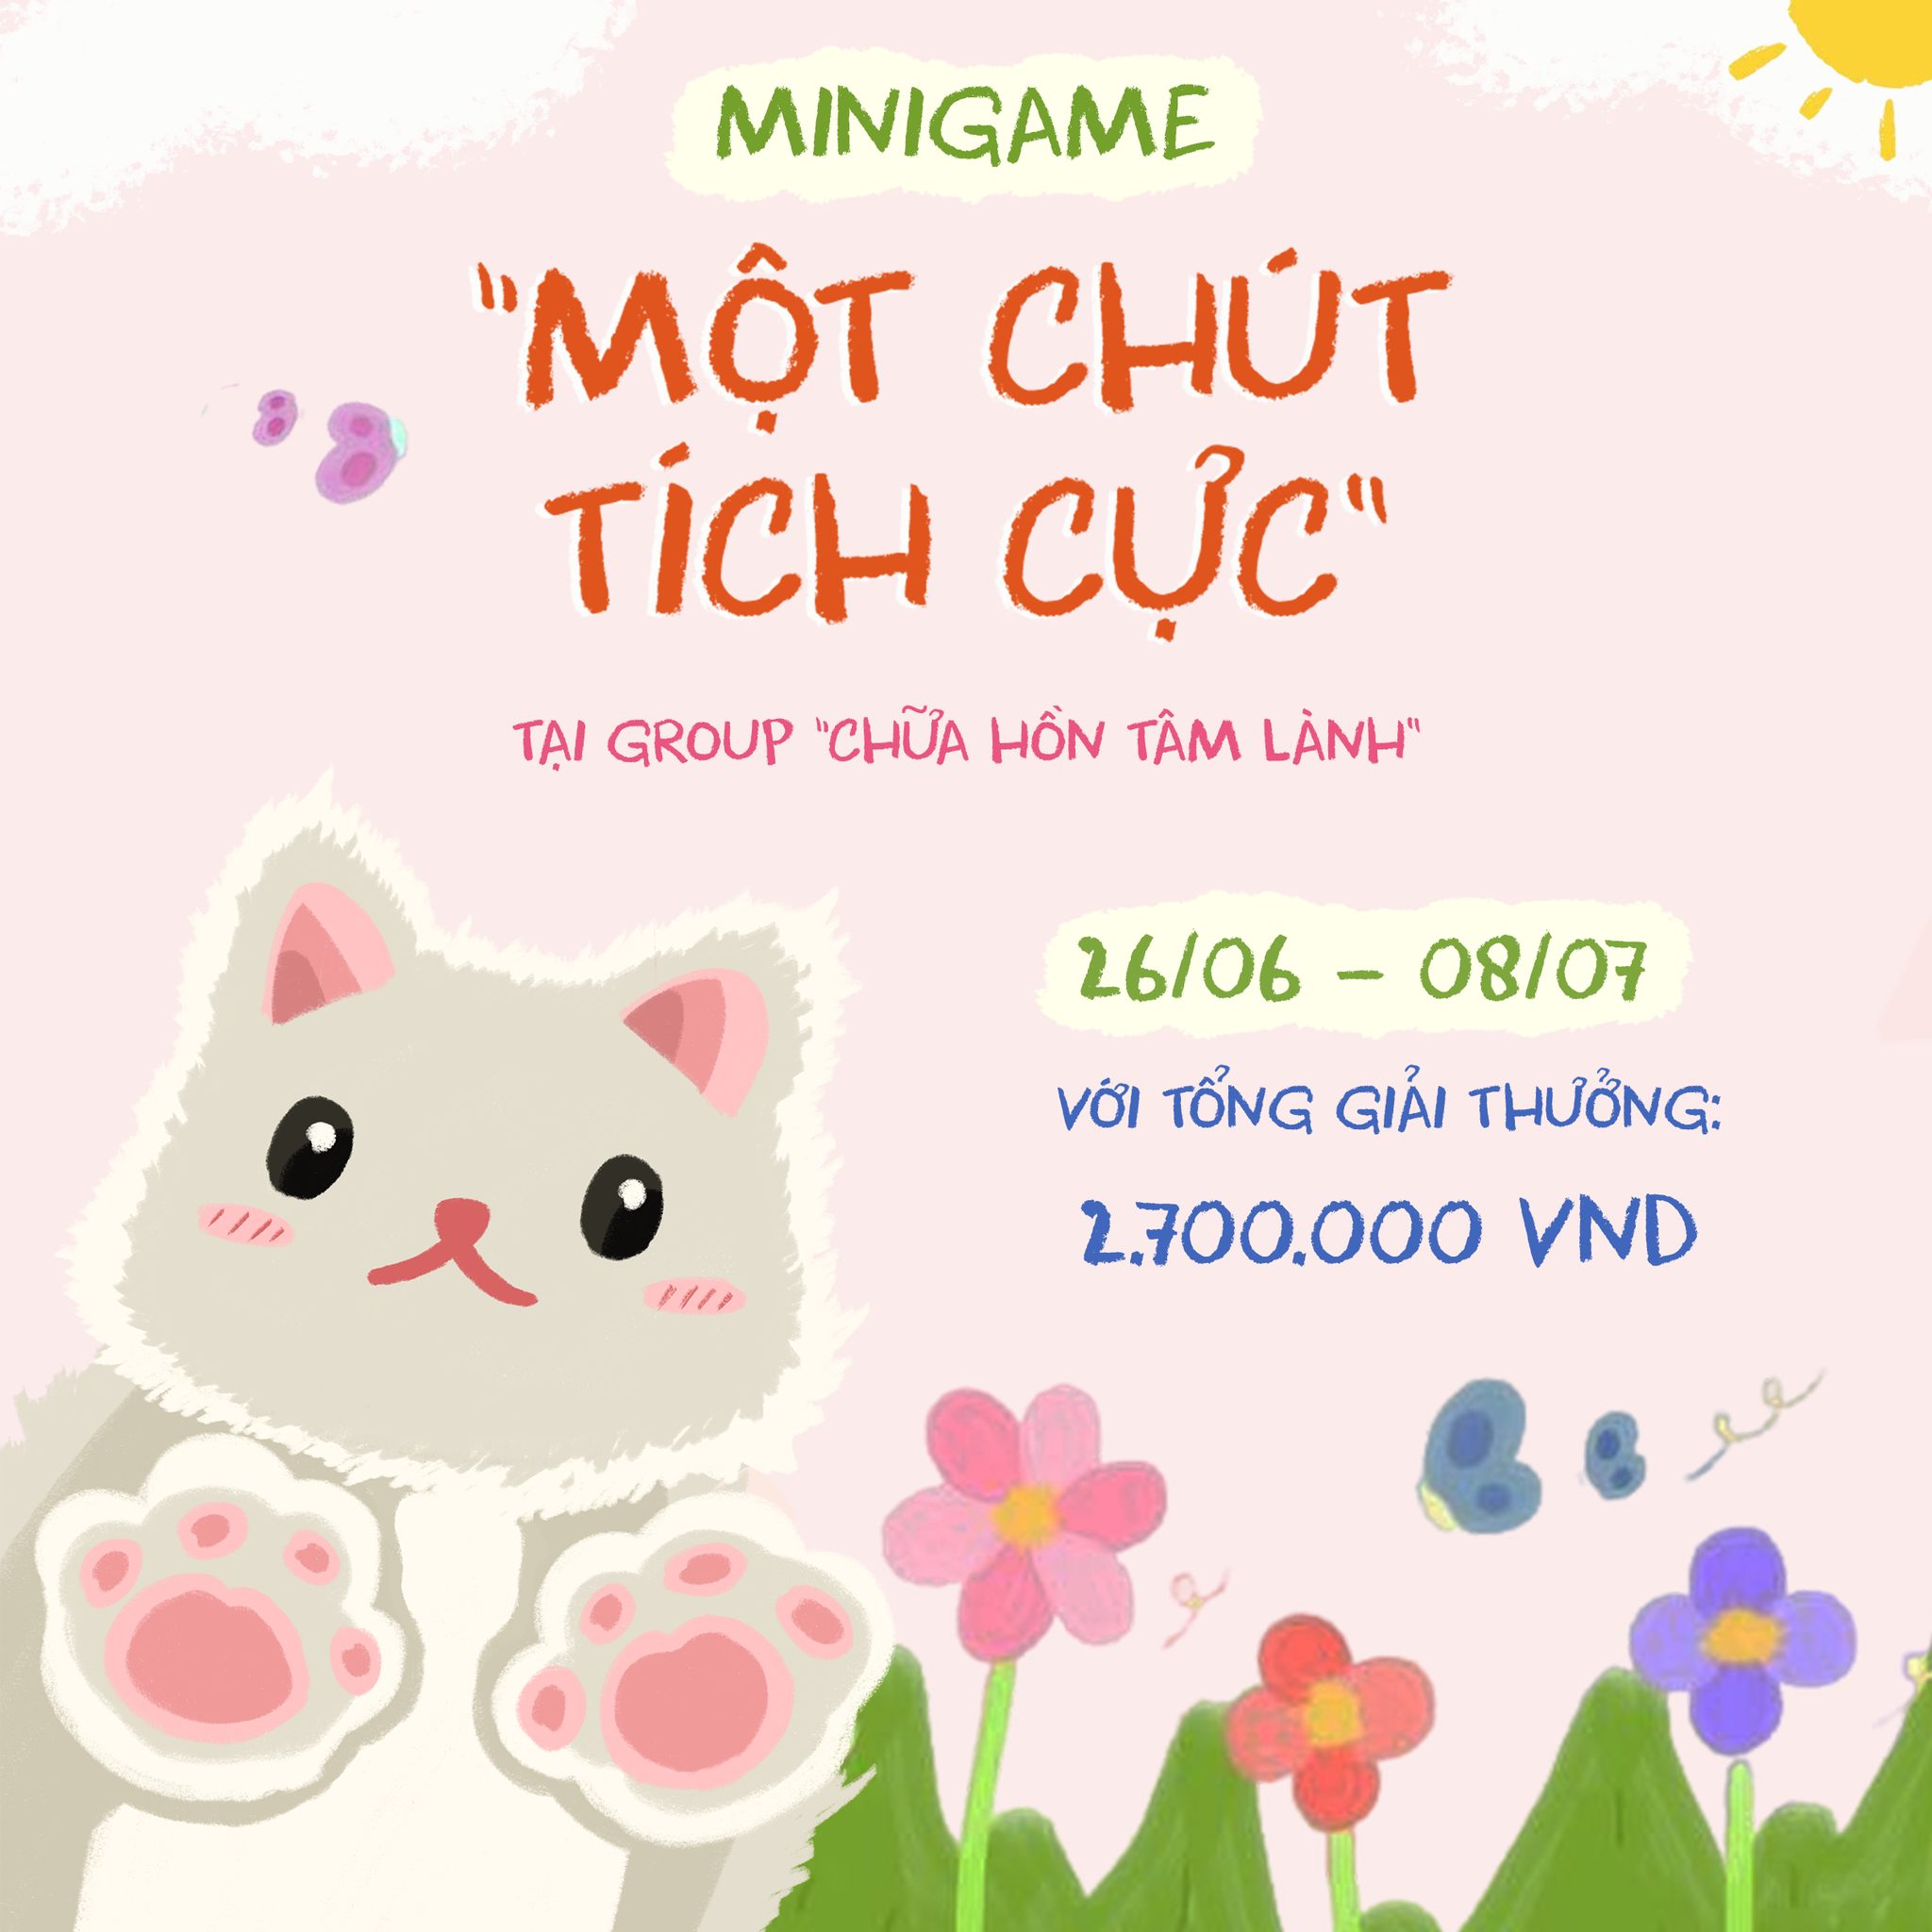 MINIGAME
"MỘT CHÚT
TÍCH CỰC"
TẠI GROUP "CHỮA HỒN TÂM LÀNH"
26/06 – 08/07
VỚI TỔNG GIẢI THƯỞNG:
2.700.000 VND